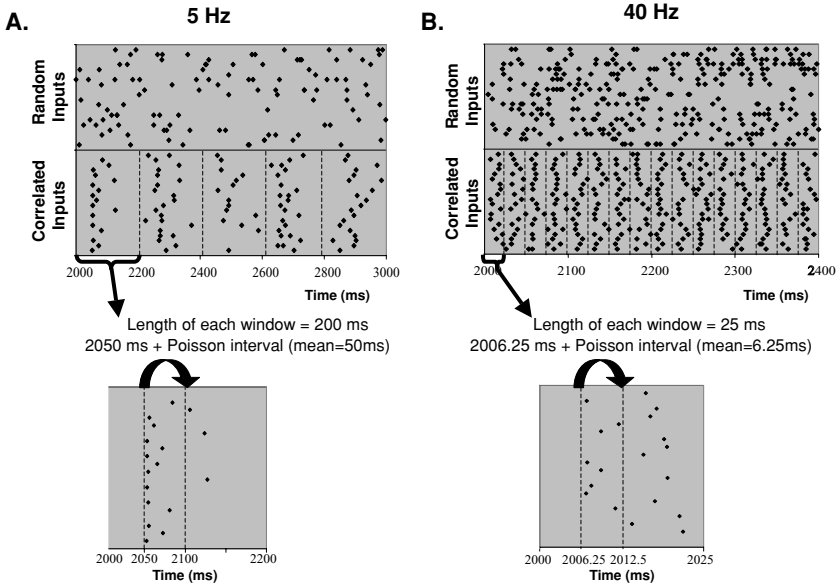 A.
5 Hz
Random
Inputs
Correlated
Inputs
2000 2200 2400 2600 2800 3000
Time (ms)
Length of each window = 200 ms
2050 ms + Poisson interval (mean=50ms)
2000 2050 2100 2200
Time (ms)
B.
40 Hz
Random
Inputs
Correlated
Inputs
2000 2100 2200 2300 2400
Time (ms)
Length of each window = 25 ms
2006.25 ms + Poisson interval (mean=6.25ms)
2000 2006.25 2012.5 2025
Time (ms)